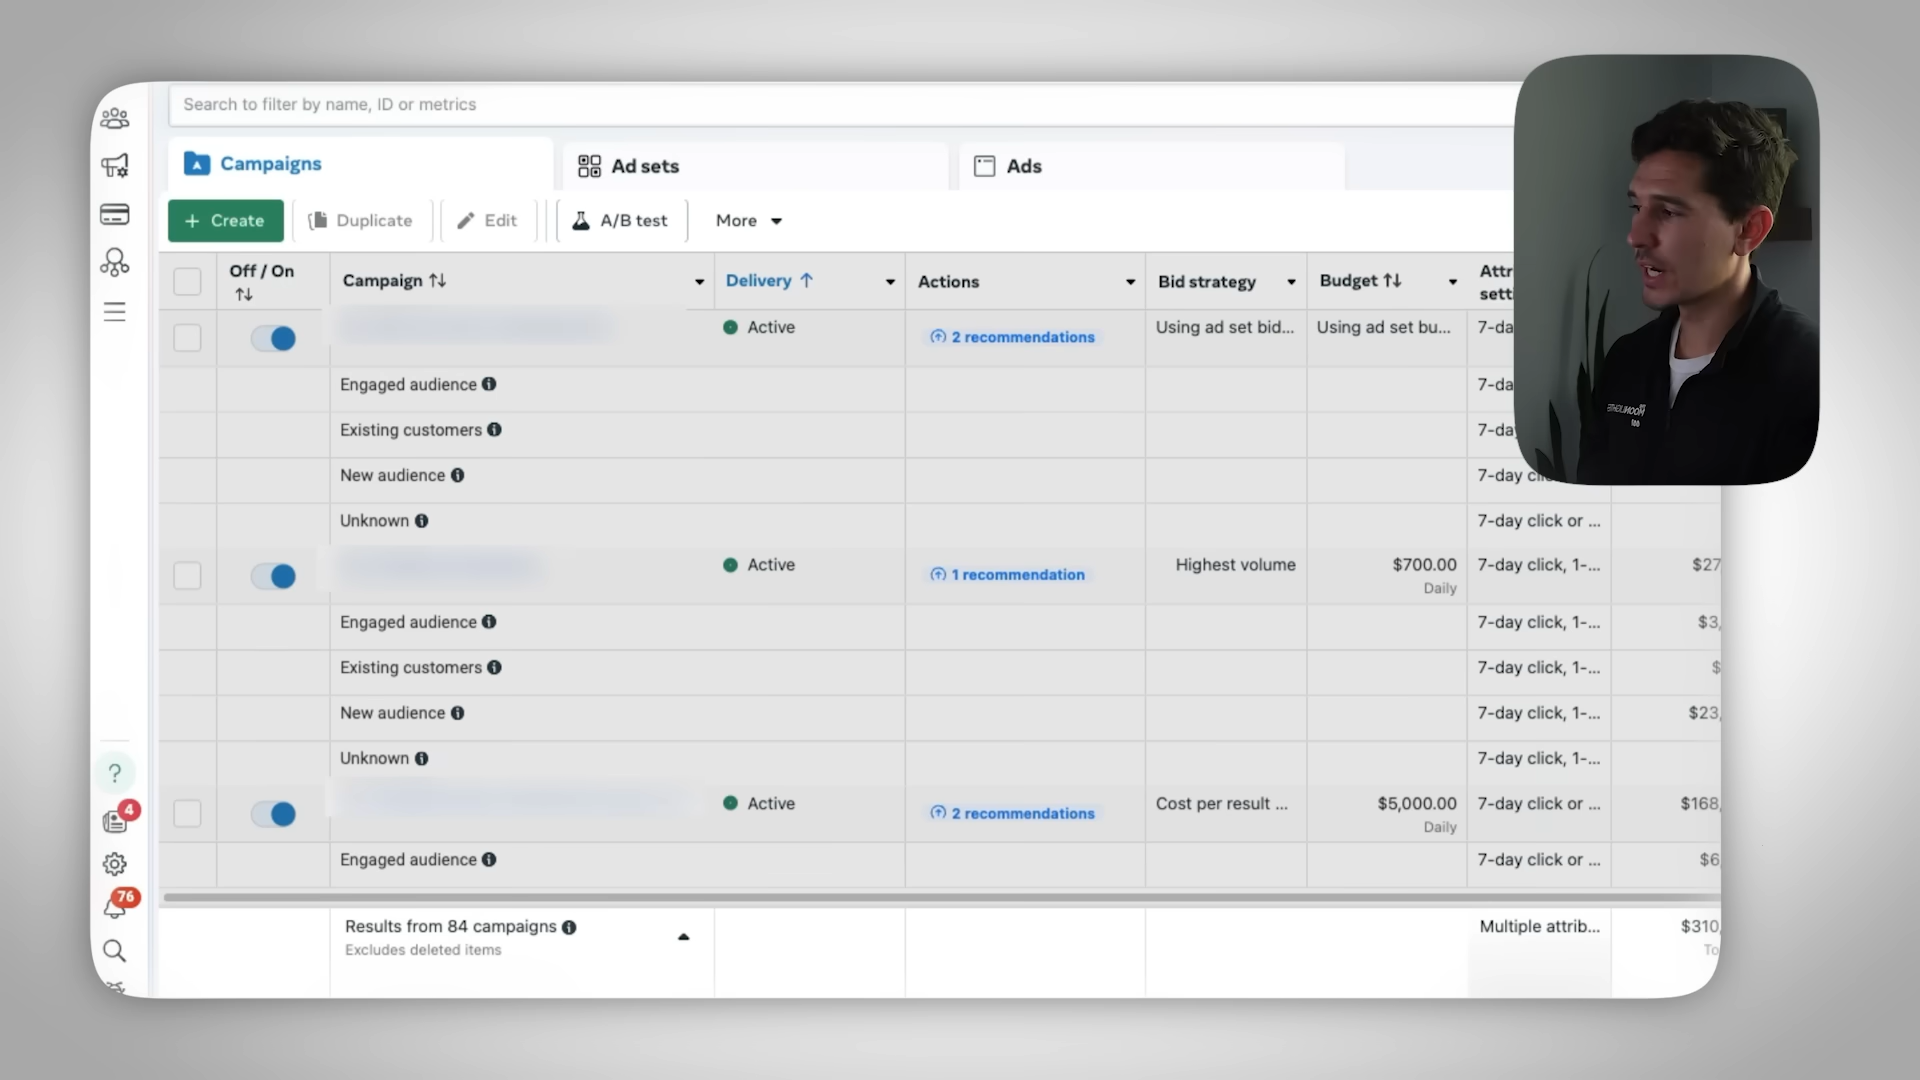 Search to filter by name, ID or metrics
Campaigns
Ad sets
Ads
+ Create
Duplicate
Edit
A/B test
More
Off / On
Campaign
Delivery
Actions
Bid strategy
Budget
Attr
setti
Active
2 recommendations
Using ad set bid...
Using ad set bu...
7-da
Engaged audience
7-da
Existing customers
7-da
New audience
7-day clic
Unknown
7-day click or ...
Active
1 recommendation
Highest volume
$700.00
Daily
7-day click, 1-...
$27
Engaged audience
7-day click, 1-...
$3,
Existing customers
7-day click, 1-...
$
New audience
7-day click, 1-...
$23,
Unknown
7-day click, 1-...
Active
2 recommendations
Cost per result ...
$5,000.00
Daily
7-day click or ...
$168,
Engaged audience
7-day click or ...
$6
Results from 84 campaigns
Excludes deleted items
Multiple attrib...
$310,
To
?
4
76